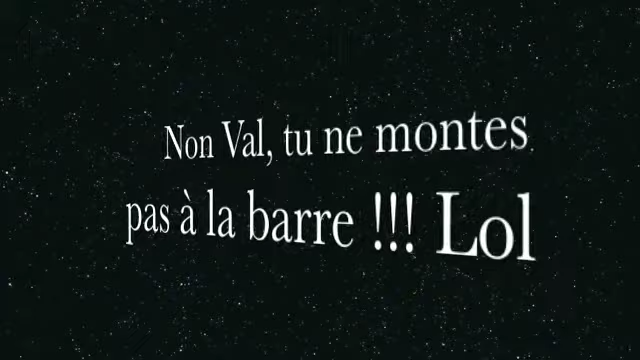 Non Val, tu ne montes
pas à la barre !!! Lol